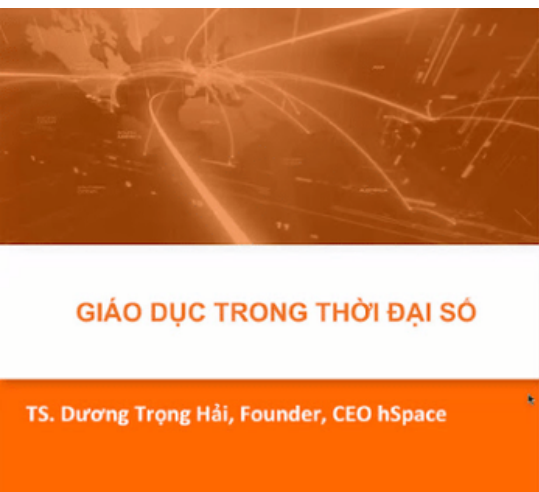 GIÁO DỤC TRONG THỜI ĐẠI SỐ
TS. Dương Trọng Hải, Founder, CEO hSpace